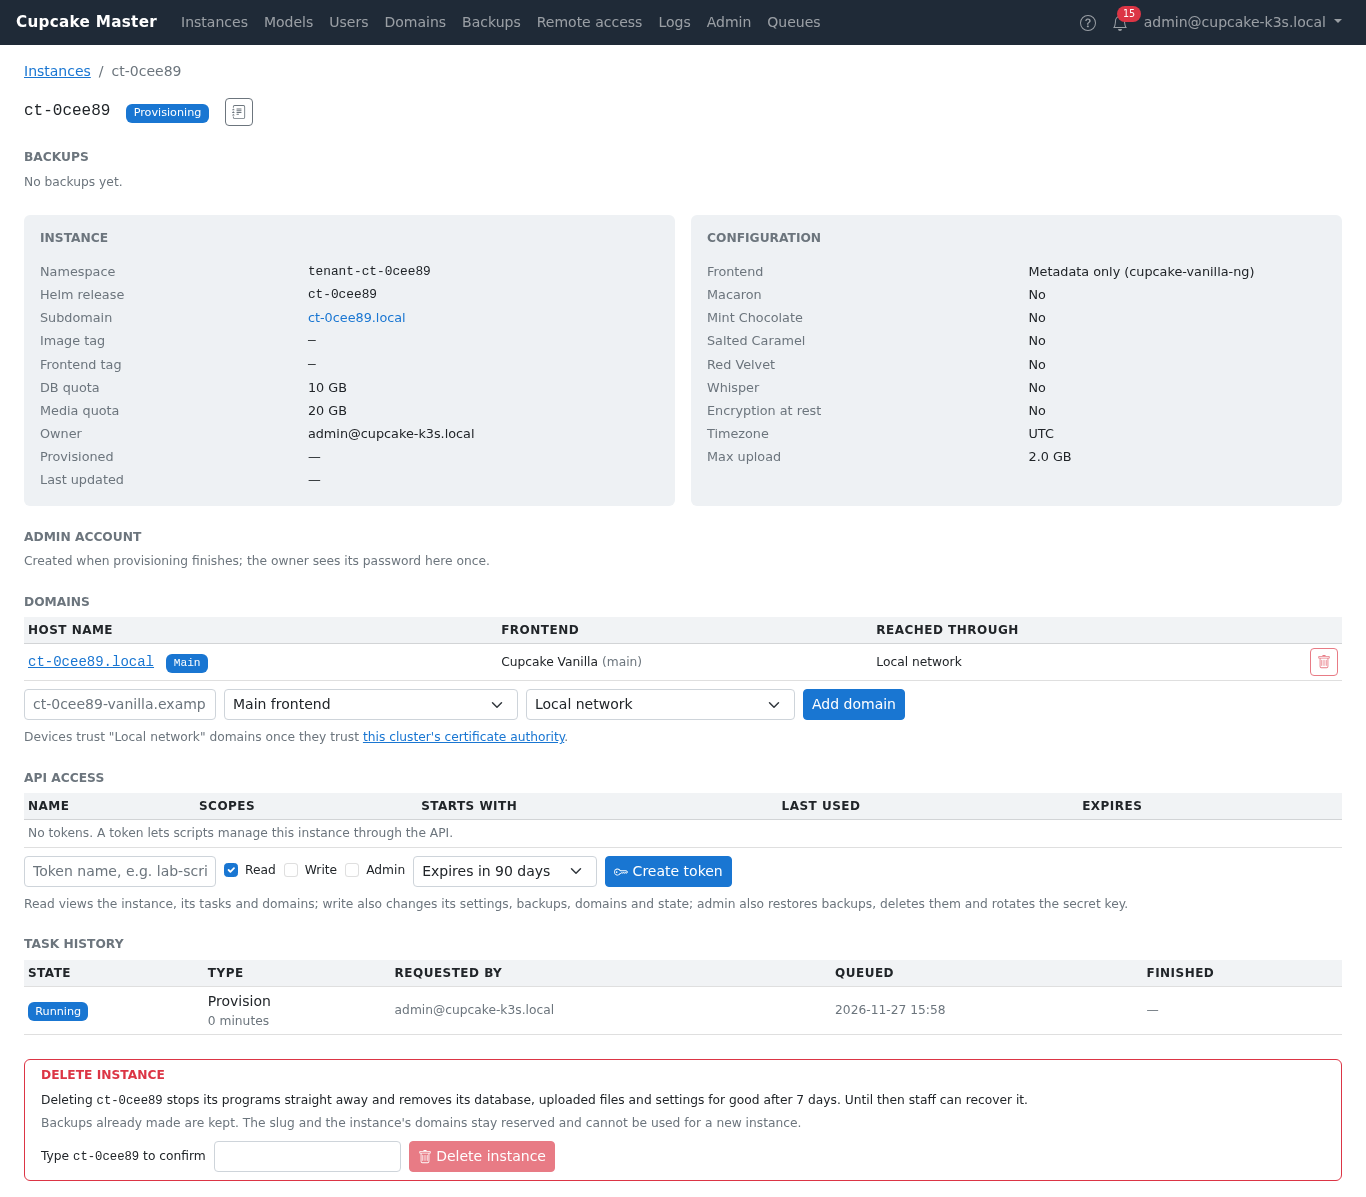 Cupcake Master Instances Models Users Domains Backups Remote access Logs Admin Queues 15 admin@cupcake-k3s.local
Instances / ct-0cee89
ct-0cee89 Provisioning
BACKUPS
No backups yet.
INSTANCE
Namespace tenant-ct-0cee89
Helm release ct-0cee89
Subdomain ct-0cee89.local
Image tag —
Frontend tag —
DB quota 10 GB
Media quota 20 GB
Owner admin@cupcake-k3s.local
Provisioned —
Last updated —
CONFIGURATION
Frontend Metadata only (cupcake-vanilla-ng)
Macaron No
Mint Chocolate No
Salted Caramel No
Red Velvet No
Whisper No
Encryption at rest No
Timezone UTC
Max upload 2.0 GB
ADMIN ACCOUNT
Created when provisioning finishes; the owner sees its password here once.
DOMAINS
HOST NAME FRONTEND REACHED THROUGH
ct-0cee89.local Main Cupcake Vanilla (main) Local network
ct-0cee89-vanilla.examp Main frontend Local network Add domain
Devices trust "Local network" domains once they trust this cluster's certificate authority.
API ACCESS
NAME SCOPES STARTS WITH LAST USED EXPIRES
No tokens. A token lets scripts manage this instance through the API.
Token name, e.g. lab-scri Read Write Admin Expires in 90 days Create token
Read views the instance, its tasks and domains; write also changes its settings, backups, domains and state; admin also restores backups, deletes them and rotates the secret key.
TASK HISTORY
STATE TYPE REQUESTED BY QUEUED FINISHED
Running Provision admin@cupcake-k3s.local 2026-11-27 15:58 —
0 minutes
DELETE INSTANCE
Deleting ct-0cee89 stops its programs straight away and removes its database, uploaded files and settings for good after 7 days. Until then staff can recover it.
Backups already made are kept. The slug and the instance's domains stay reserved and cannot be used for a new instance.
Type ct-0cee89 to confirm Delete instance